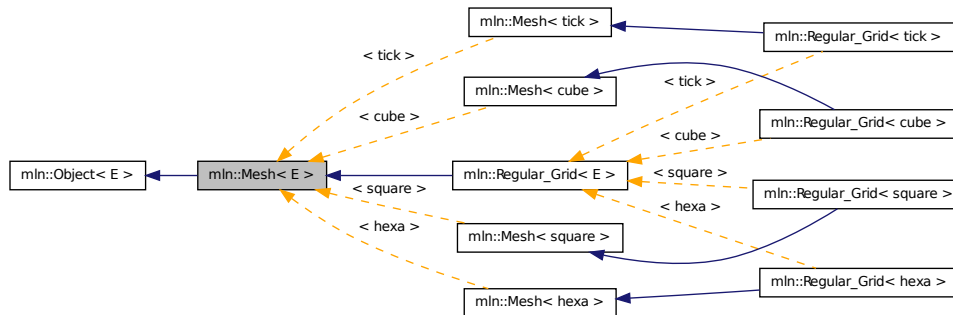 mln::Mesh< tick >
mln::Regular_Grid< tick >
< tick >
< tick >
mln::Mesh< cube >
< cube >
mln::Regular_Grid< cube >
< cube >
mln::Object< E >
mln::Mesh< E >
mln::Regular_Grid< E >
< square >
< square >
mln::Regular_Grid< square >
< hexa >
< hexa >
mln::Mesh< square >
mln::Regular_Grid< hexa >
mln::Mesh< hexa >